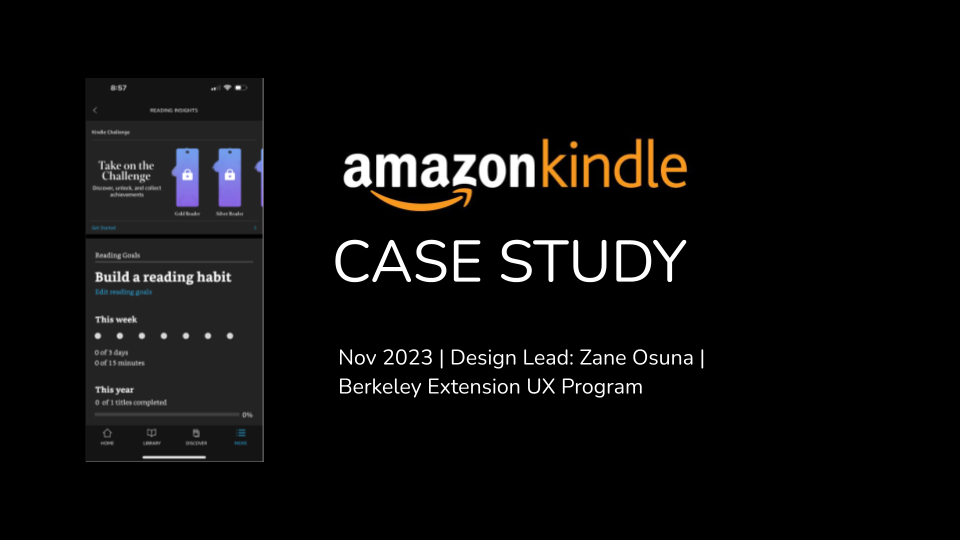 8:57
READING INSIGHTS
Kindle Challenge
Take on the
Challenge
Discover, unlock, and collect
achievements
Gold Reader
Silver Reader
Get Started
Reading Goals
Build a reading habit
Edit reading goals
This week
0 of 3 days
0 of 15 minutes
This year
0 of 1 titles completed
0%
HOME
LIBRARY
DISCOVER
MORE
amazonkindle
CASE STUDY
Nov 2023 | Design Lead: Zane Osuna |
Berkeley Extension UX Program